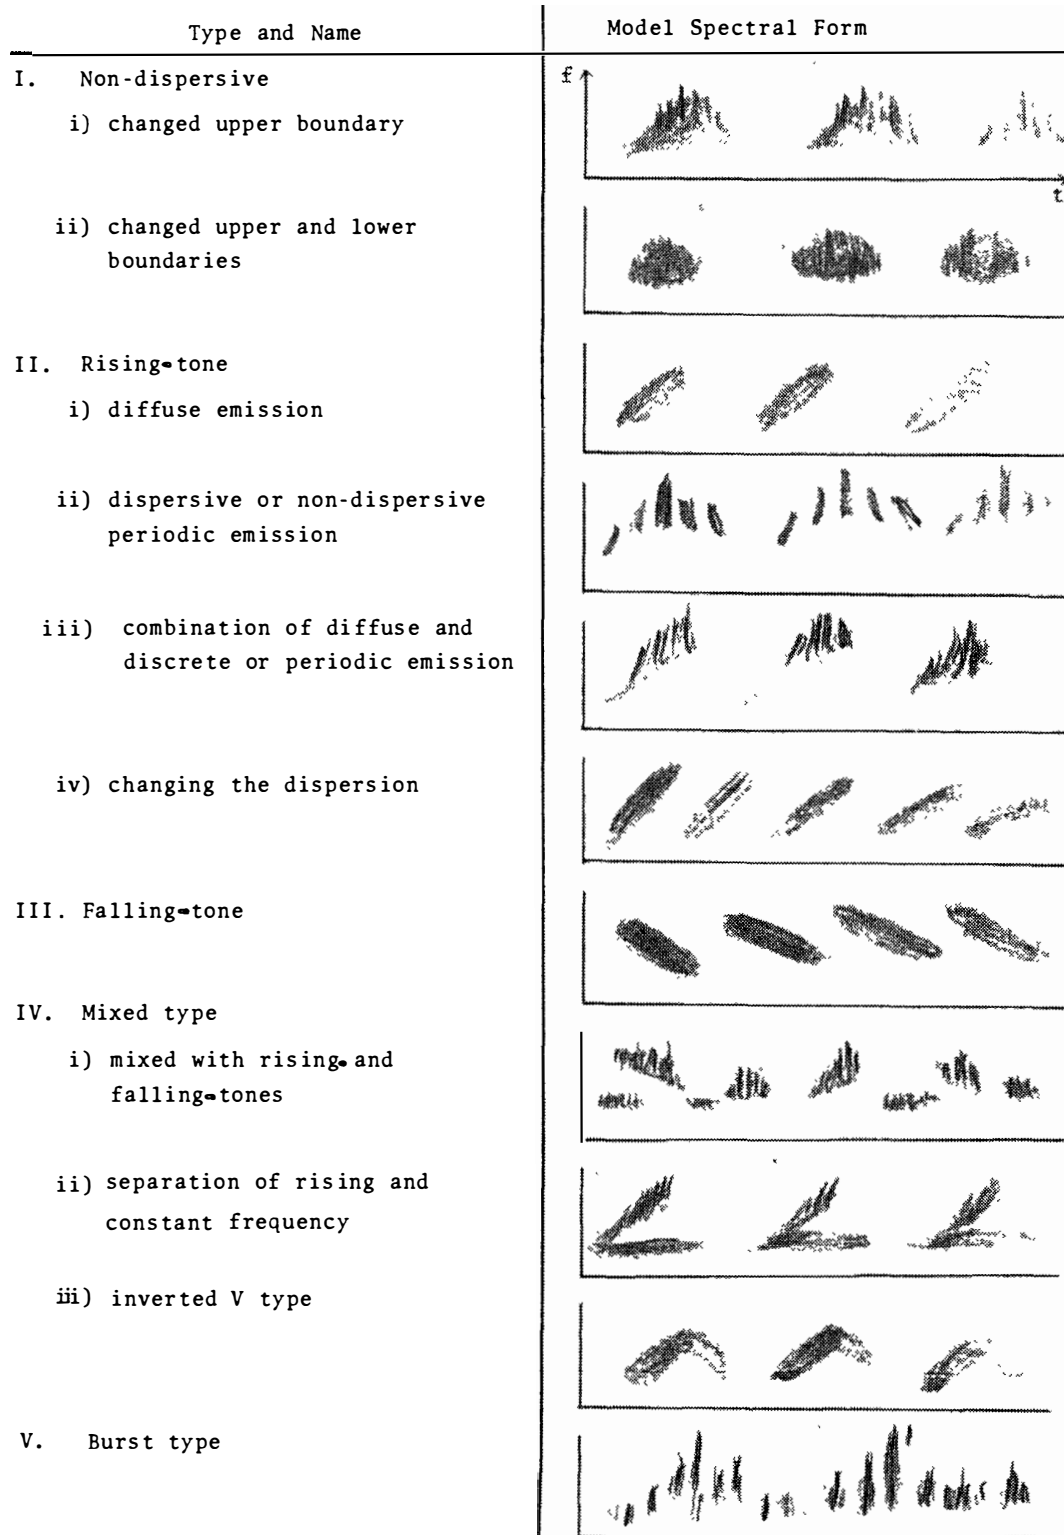 Type and Name
Model Spectral Form
I. Non-dispersive
f
i) changed upper boundary
t
ii) changed upper and lower
boundaries
II. Rising-tone
i) diffuse emission
ii) dispersive or non-dispersive
periodic emission
iii) combination of diffuse and
discrete or periodic emission
iv) changing the dispersion
III. Falling-tone
IV. Mixed type
i) mixed with rising- and
falling-tones
ii) separation of rising and
constant frequency
iii) inverted V type
V. Burst type